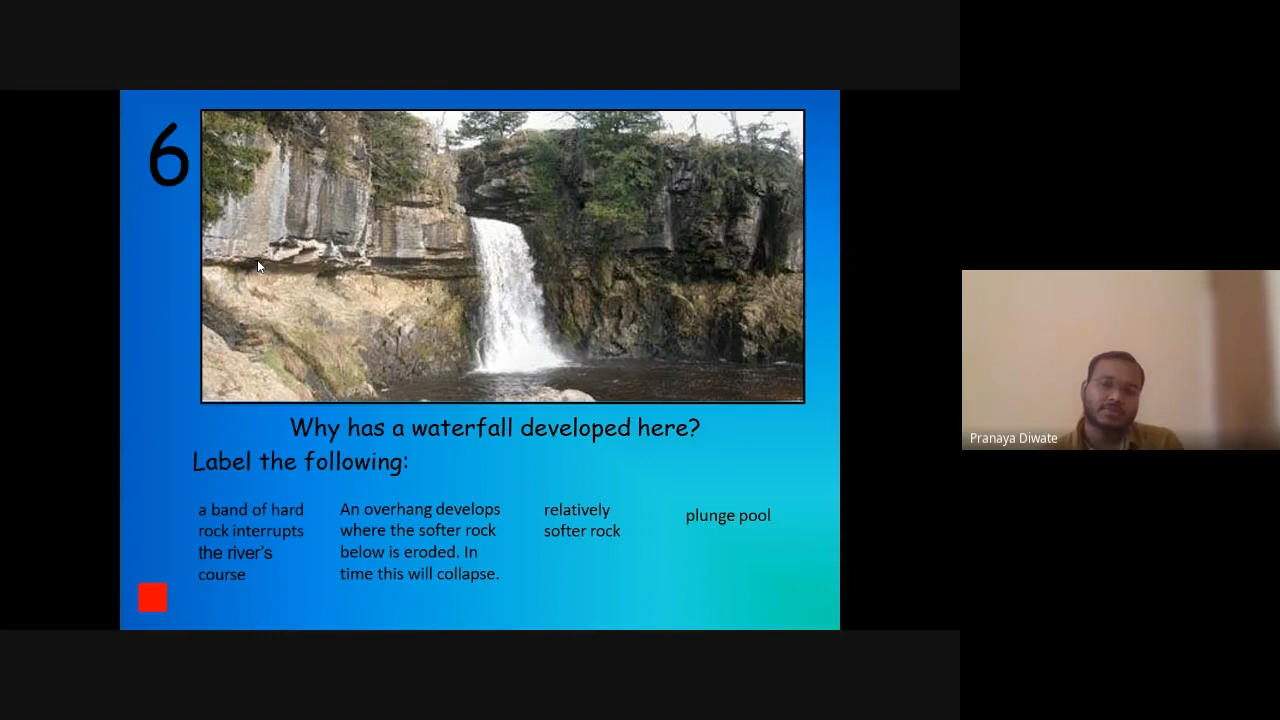 6
Why has a waterfall developed here?
Label the following:
a band of hard
rock interrupts
the river's
course
An overhang develops
where the softer rock
below is eroded. In
time this will collapse.
relatively
softer rock
plunge pool
Pranaya Diwate